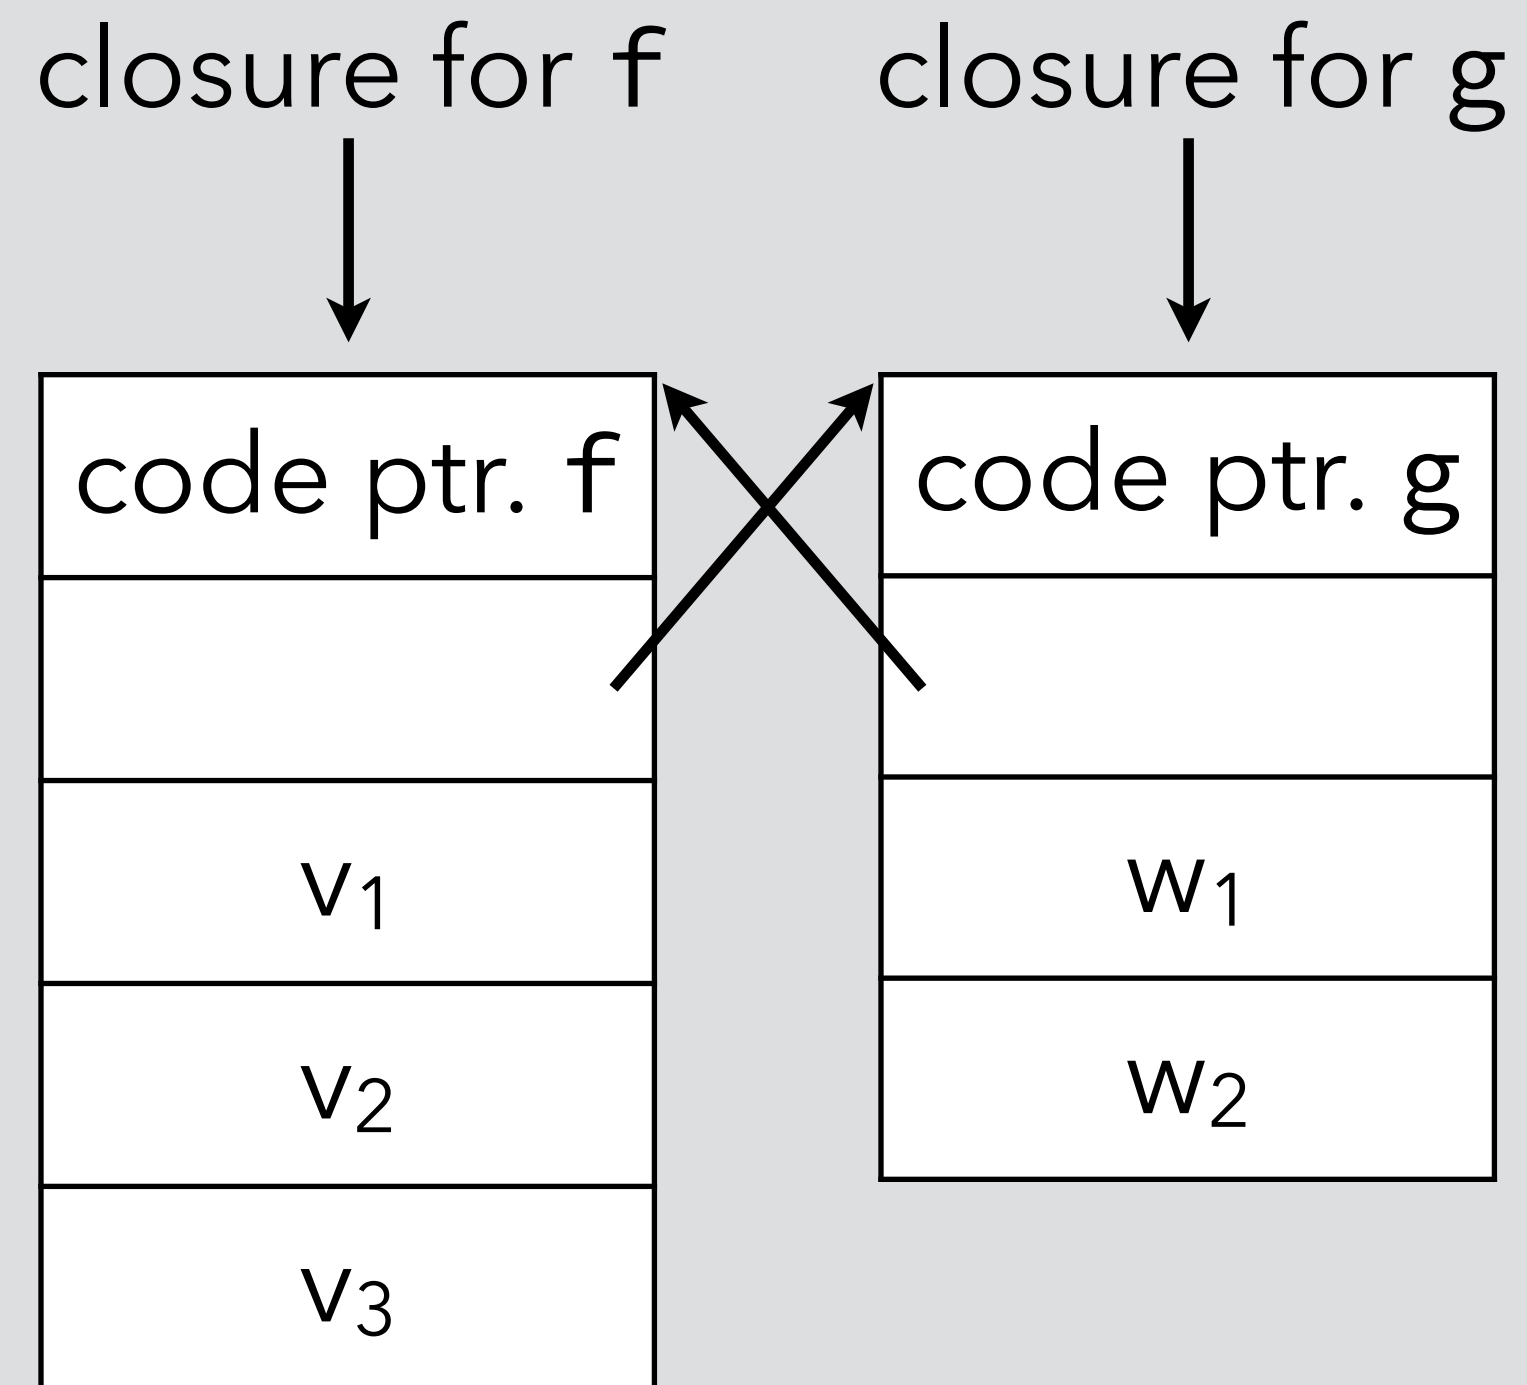 closure for f
closure for g
code ptr. f
code ptr. g
v1
w1
v2
w2
v3